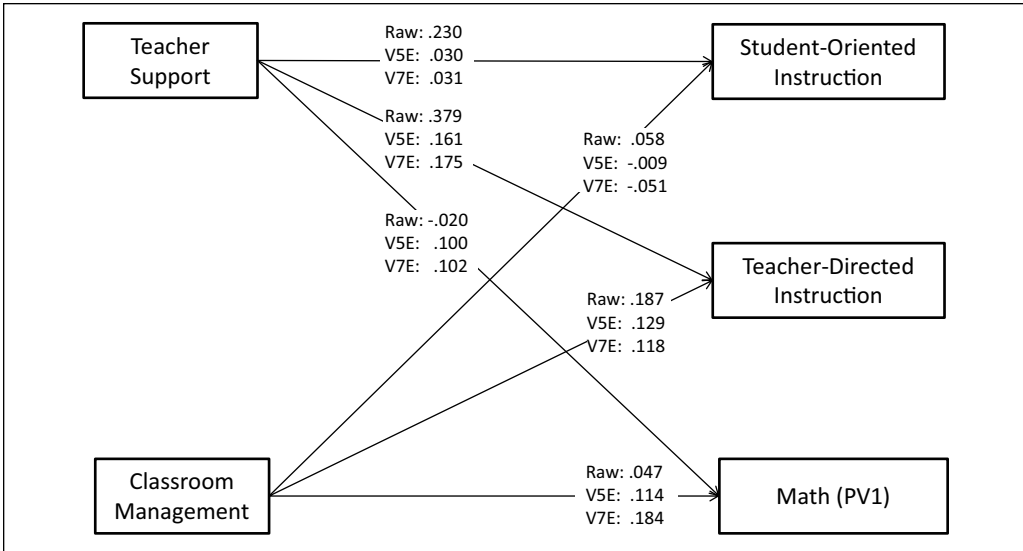 Teacher
Support
Raw: .230
V5E: .030
V7E: .031
Student-Oriented
Instruction
Raw: .379
V5E: .161
V7E: .175
Raw: .058
V5E: -.009
V7E: -.051
Raw: -.020
V5E: .100
V7E: .102
Teacher-Directed
Instruction
Raw: .187
V5E: .129
V7E: .118
Classroom
Management
Raw: .047
V5E: .114
V7E: .184
Math (PV1)